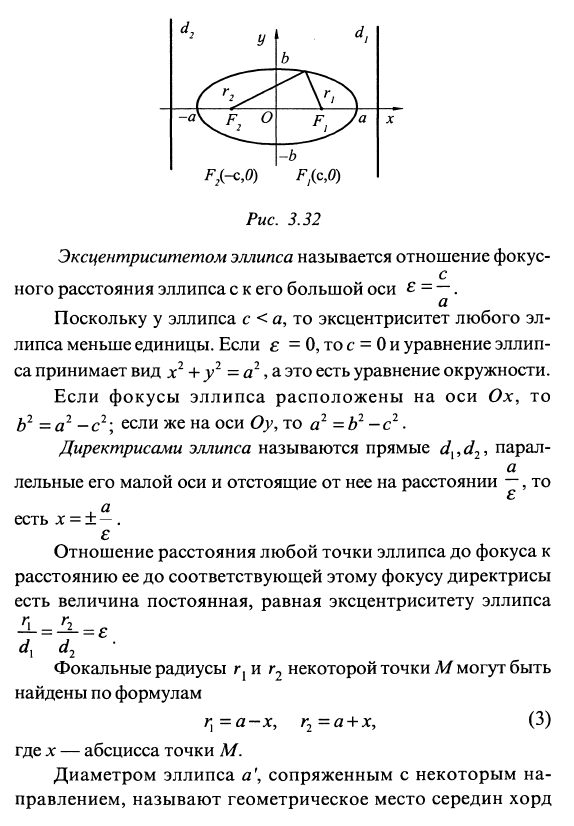 d₂
y
d₁
b
r₂
r₁
−a
F₂
O
F₁
a
x
−b
F₂(−c,0)
F₁(c,0)
Рис. 3.32
Эксцентриситетом эллипса называется отношение фокус-
ного расстояния эллипса с к его большой оси ε = c/a.
Поскольку у эллипса c < a, то эксцентриситет любого эл-
липса меньше единицы. Если ε = 0, то c = 0 и уравнение эллип-
са принимает вид x² + y² = a², а это есть уравнение окружности.
Если фокусы эллипса расположены на оси Ox, то
b² = a² − c²; если же на оси Oy, то a² = b² − c².
Директрисами эллипса называются прямые d₁,d₂, парал-
лельные его малой оси и отстоящие от нее на расстоянии a/ε, то
есть x = ± a/ε.
Отношение расстояния любой точки эллипса до фокуса к
расстоянию ее до соответствующей этому фокусу директрисы
есть величина постоянная, равная эксцентриситету эллипса
r₁/d₁ = r₂/d₂ = ε.
Фокальные радиусы r₁ и r₂ некоторой точки M могут быть
найдены по формулам
r₁ = a − x, r₂ = a + x, (3)
где x — абсцисса точки M.
Диаметром эллипса a', сопряженным с некоторым на-
правлением, называют геометрическое место середин хорд